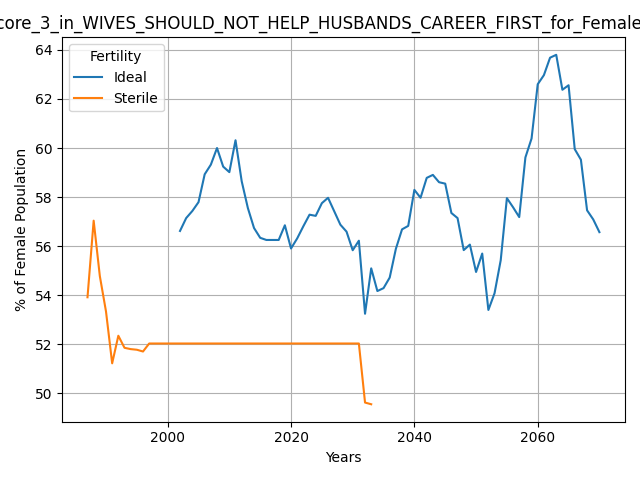 core_3_in_WIVES_SHOULD_NOT_HELP_HUSBANDS_CAREER_FIRST_for_Female
Fertility
Ideal
Sterile
64
62
60
58
56
54
52
50
% of Female Population
2000
2020
2040
2060
Years